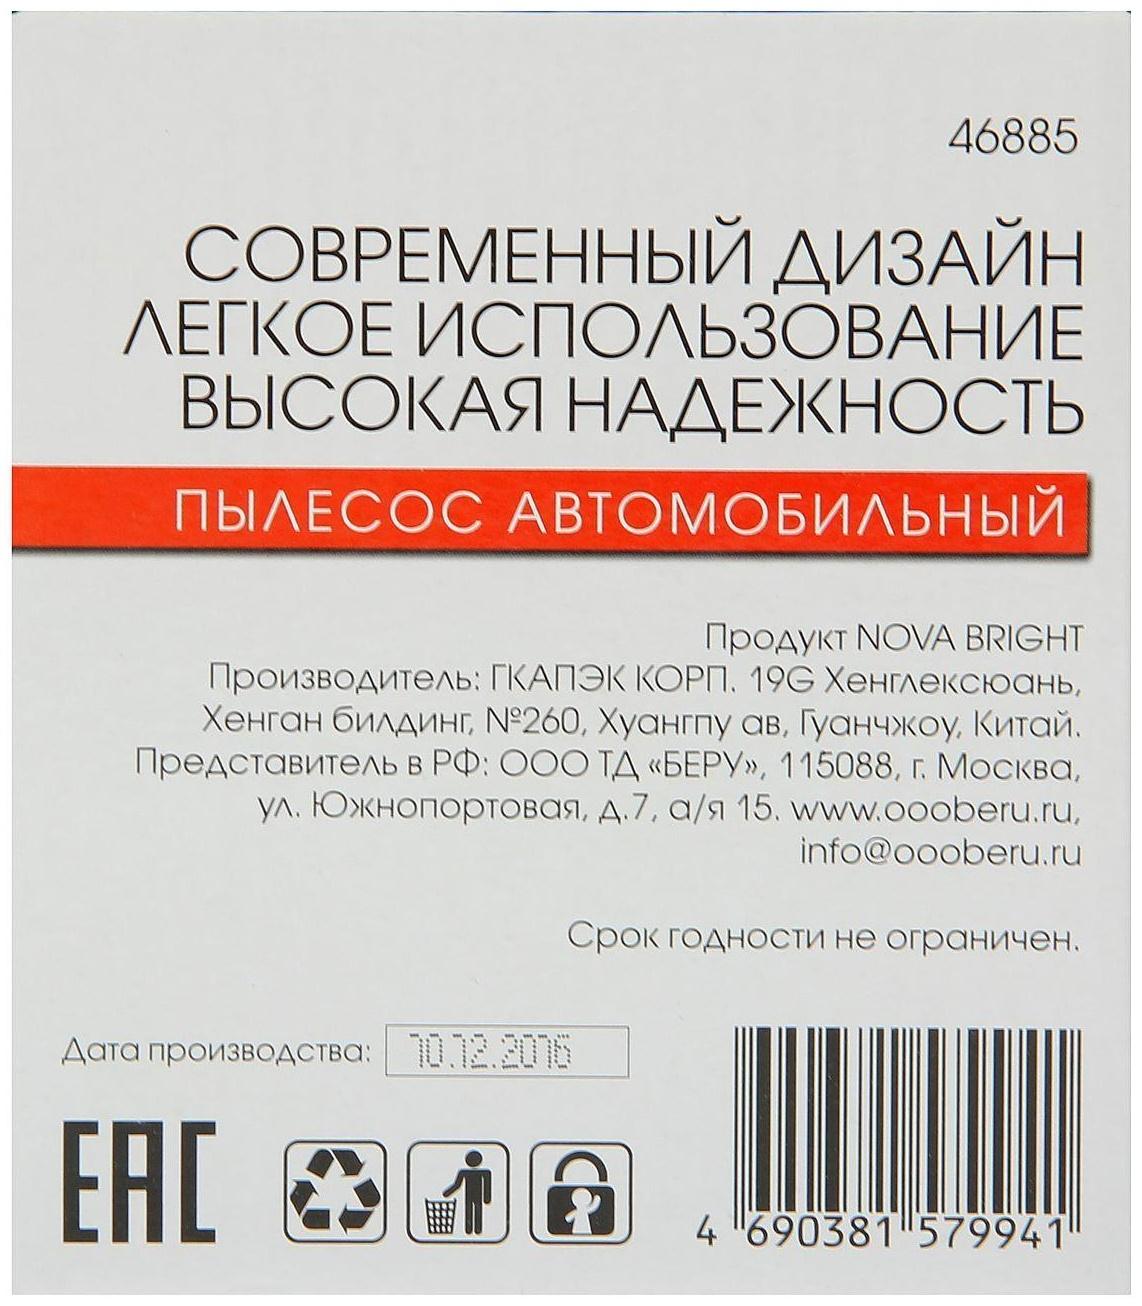 46885
СОВРЕМЕННЫЙ ДИЗАЙН
ЛЕГКОЕ ИСПОЛЬЗОВАНИЕ
ВЫСОКАЯ НАДЕЖНОСТЬ
ПЫЛЕСОС АВТОМОБИЛЬНЫЙ
Продукт NOVA BRIGHT
Производитель: ГКАПЭК КОРП. 19G Хенглексюань,
Хенган билдинг, №260, Хуангпу ав, Гуанчжоу, Китай.
Представитель в РФ: ООО ТД «БЕРУ», 115088, г. Москва,
ул. Южнопортовая, д.7, а/я 15. www.oooberu.ru,
info@oooberu.ru
Срок годности не ограничен.
Дата производства: 10.12.2016
EAC
4 690381 579941